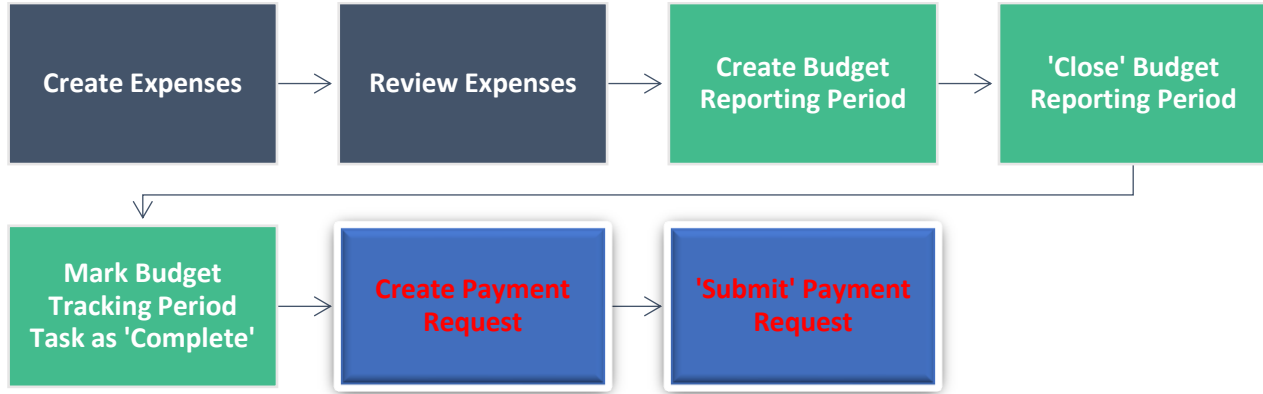 Create Expenses
Review Expenses
Create Budget
Reporting Period
'Close' Budget
Reporting Period
Mark Budget
Tracking Period
Task as 'Complete'
Create Payment
Request
'Submit' Payment
Request